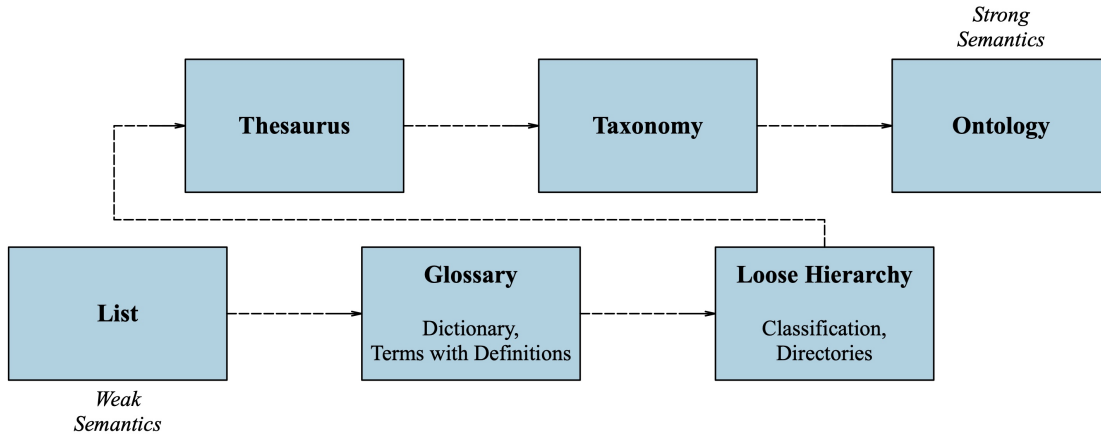 Strong
Semantics
Thesaurus
Taxonomy
Ontology
List
Glossary
Dictionary,
Terms with Definitions
Loose Hierarchy
Classification,
Directories
Weak
Semantics